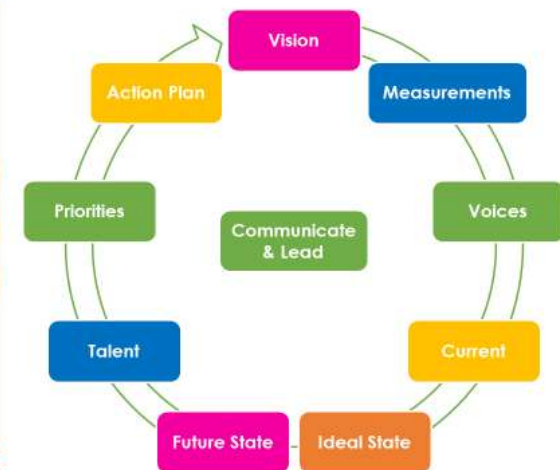 Vision
Measurements
Voices
Current
Ideal State
Future State
Talent
Priorities
Action Plan
Communicate
& Lead